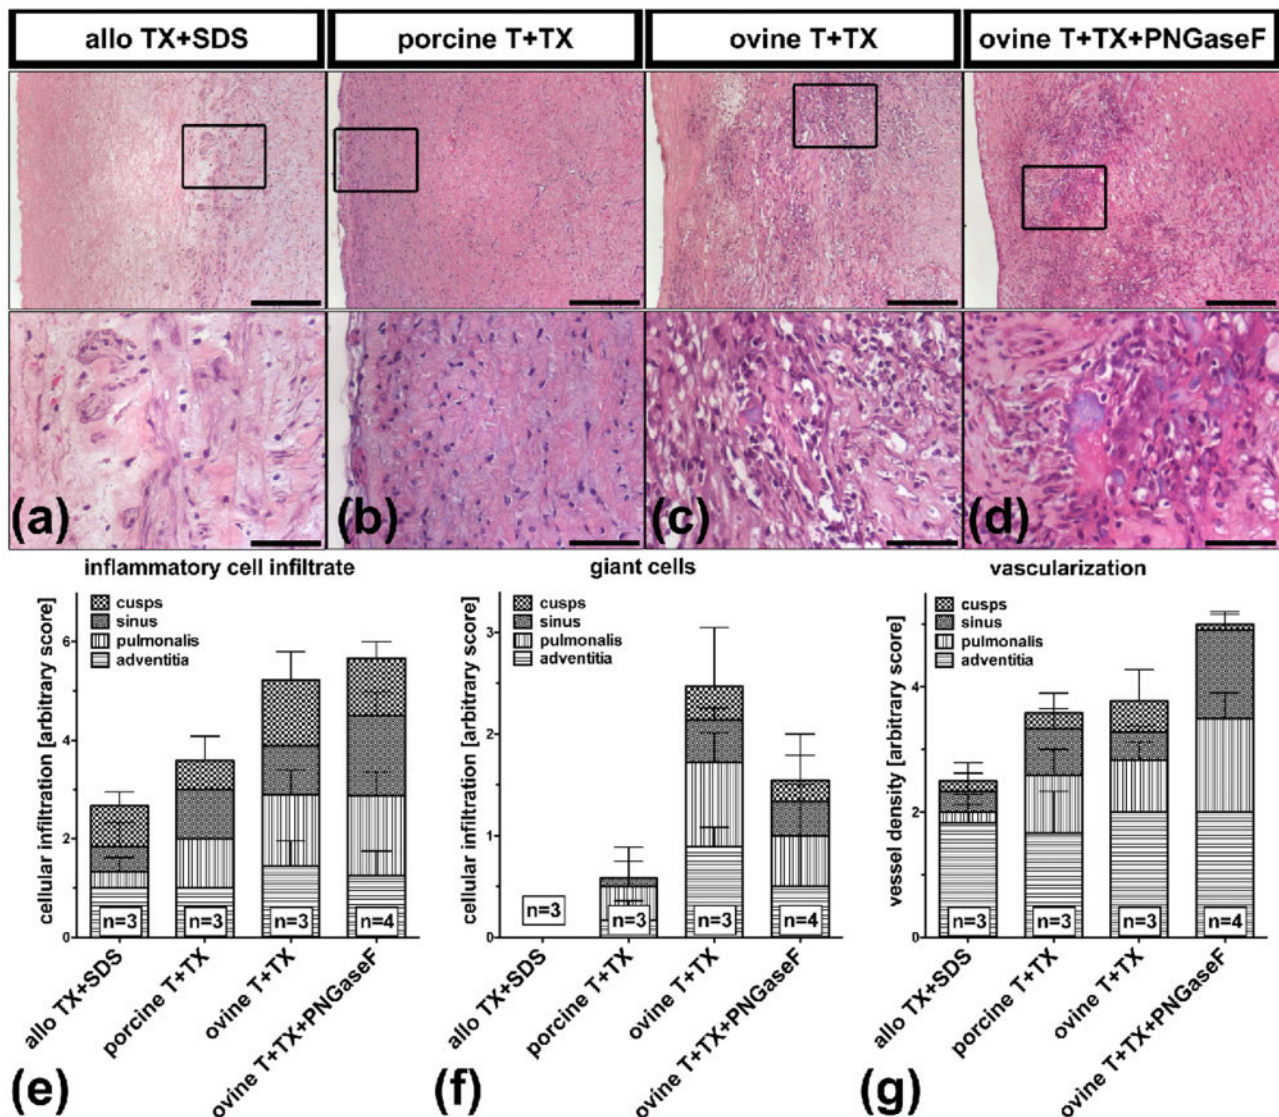 allo TX+SDS
porcine T+TX
ovine T+TX
ovine T+TX+PNGaseF
(a)
(b)
(c)
(d)
inflammatory cell infiltrate
cellular infiltration [arbitrary score]
6
4
2
0
cusps
sinus
pulmonalis
adventitia
n=3
n=3
n=3
n=4
allo TX+SDS
porcine T+TX
ovine T+TX
ovine T+TX+PNGaseF
(e)
giant cells
cellular infiltration [arbitrary score]
3
2
1
0
cusps
sinus
pulmonalis
adventitia
n=3
n=3
n=3
n=4
allo TX+SDS
porcine T+TX
ovine T+TX
ovine T+TX+PNGaseF
(f)
vascularization
vessel density [arbitrary score]
4
2
0
cusps
sinus
pulmonalis
adventitia
n=3
n=3
n=3
n=4
allo TX+SDS
porcine T+TX
ovine T+TX
ovine T+TX+PNGaseF
(g)